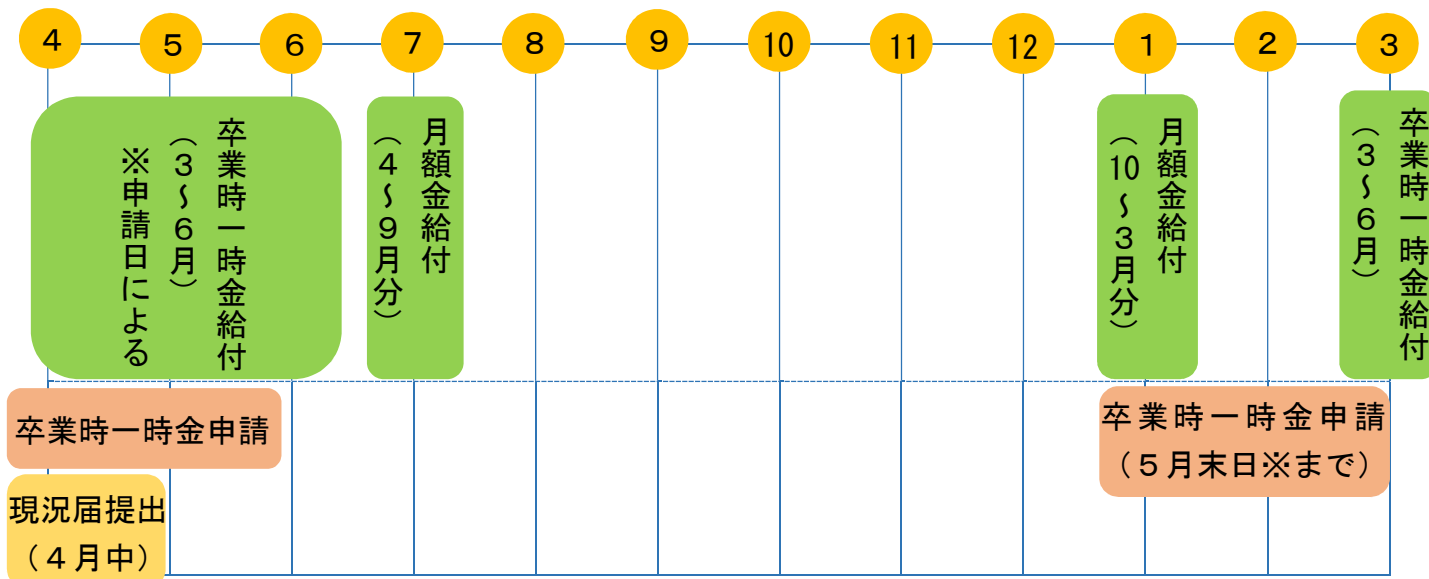 4 5 6 7 8 9 10 11 12 1 2 3
卒業時一時金給付
（3～6月）
※申請日による
月額金給付
（4～9月分）
月額金給付
（10～3月分）
卒業時一時金給付
（3～6月）
卒業時一時金申請
卒業時一時金申請
（５月末日※まで）
現況届提出
（４月中）